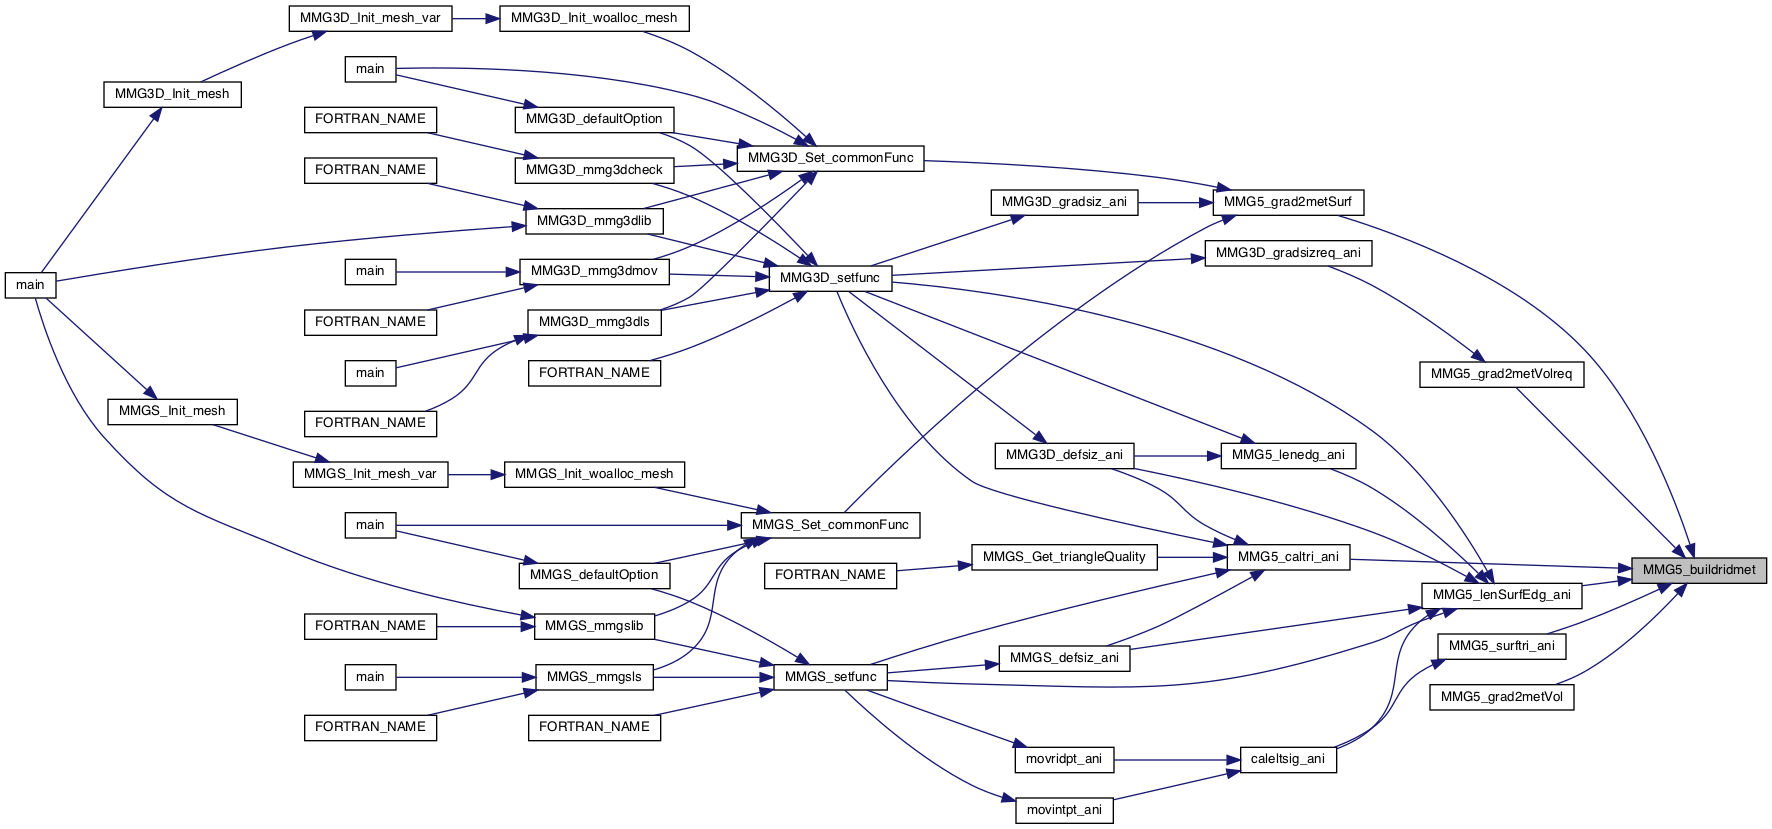 MMG3D_Init_mesh_var
MMG3D_Init_woalloc_mesh
main
MMG3D_Init_mesh
FORTRAN_NAME
MMG3D_defaultOption
MMG3D_Set_commonFunc
FORTRAN_NAME
MMG3D_mmg3dcheck
MMG3D_gradsiz_ani
MMG5_grad2metSurf
MMG3D_mmg3dlib
MMG3D_gradsizreq_ani
main
main
MMG3D_mmg3dmov
MMG3D_setfunc
FORTRAN_NAME
MMG3D_mmg3dls
main
FORTRAN_NAME
MMG5_grad2metVolreq
MMGS_Init_mesh
FORTRAN_NAME
MMG3D_defsiz_ani
MMG5_lenedg_ani
MMGS_Init_mesh_var
MMGS_Init_woalloc_mesh
main
MMGS_Set_commonFunc
MMGS_Get_triangleQuality
MMG5_caltri_ani
MMGS_defaultOption
FORTRAN_NAME
MMG5_buildridmet
MMG5_lenSurfEdg_ani
FORTRAN_NAME
MMGS_mmgslib
MMG5_surftri_ani
MMGS_defsiz_ani
main
MMGS_mmgsls
MMGS_setfunc
MMG5_grad2metVol
FORTRAN_NAME
FORTRAN_NAME
movridpt_ani
caleltsig_ani
movintpt_ani